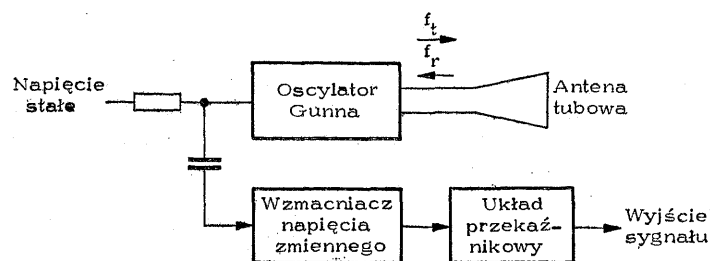 f_t
f_r
Napięcie
stałe
Oscylator
Gunna
Antena
tubowa
Wzmacniacz
napięcia
zmiennego
Układ
przekaź-
nikowy
Wyjście
sygnału